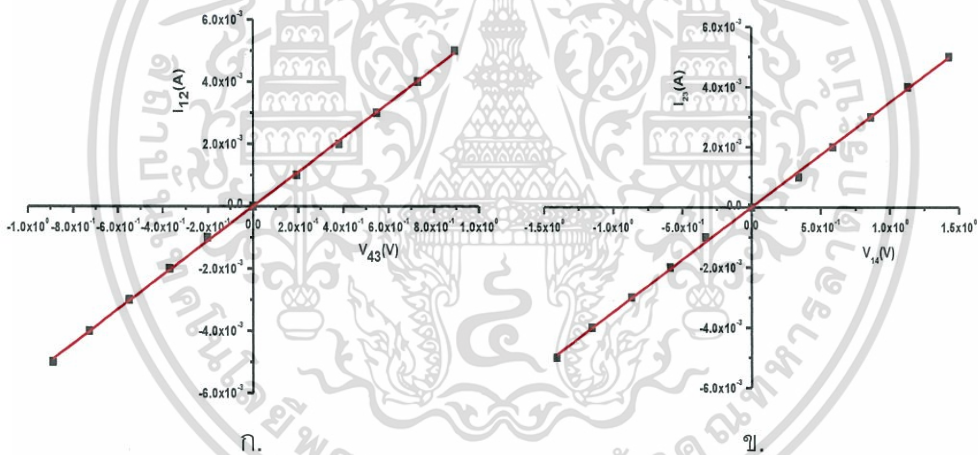 6.0x10⁻³
4.0x10⁻³
2.0x10⁻³
0.0
-2.0x10⁻³
-4.0x10⁻³
-6.0x10⁻³
I₁₂(A)
-1.0x10⁰ -8.0x10⁻¹ -6.0x10⁻¹ -4.0x10⁻¹ -2.0x10⁻¹ 0.0 2.0x10⁻¹ 4.0x10⁻¹ 6.0x10⁻¹ 8.0x10⁻¹ 1.0x10⁰
V₄₃(V)
ก.
6.0x10⁻³
4.0x10⁻³
2.0x10⁻³
0.0
-2.0x10⁻³
-4.0x10⁻³
-6.0x10⁻³
I₂₃(A)
-1.5x10⁰ -5.0x10⁻¹ 0.0 5.0x10⁻¹ 1.0x10⁰ 1.5x10⁰
V₁₄(V)
ข.